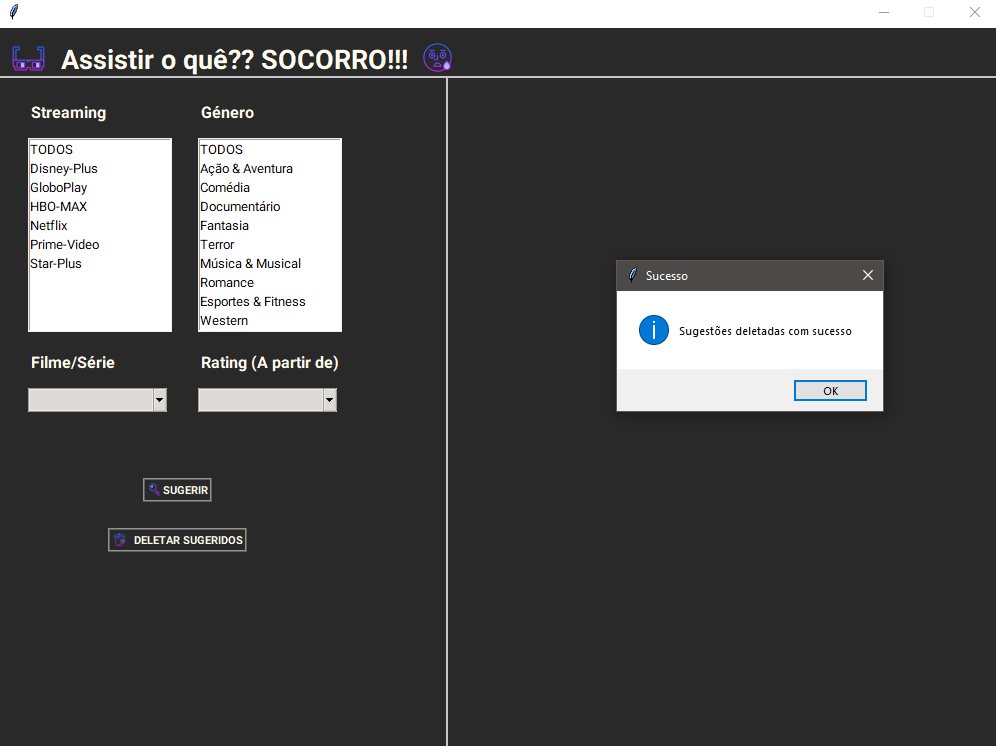 Assistir o quê?? SOCORRO!!!
Streaming
TODOS
Disney-Plus
GloboPlay
HBO-MAX
Netflix
Prime-Video
Star-Plus
Género
TODOS
Ação & Aventura
Comédia
Documentário
Fantasia
Terror
Música & Musical
Romance
Esportes & Fitness
Western
Filme/Série
Rating (A partir de)
SUGERIR
DELETAR SUGERIDOS
Sucesso
Sugestões deletadas com sucesso
OK